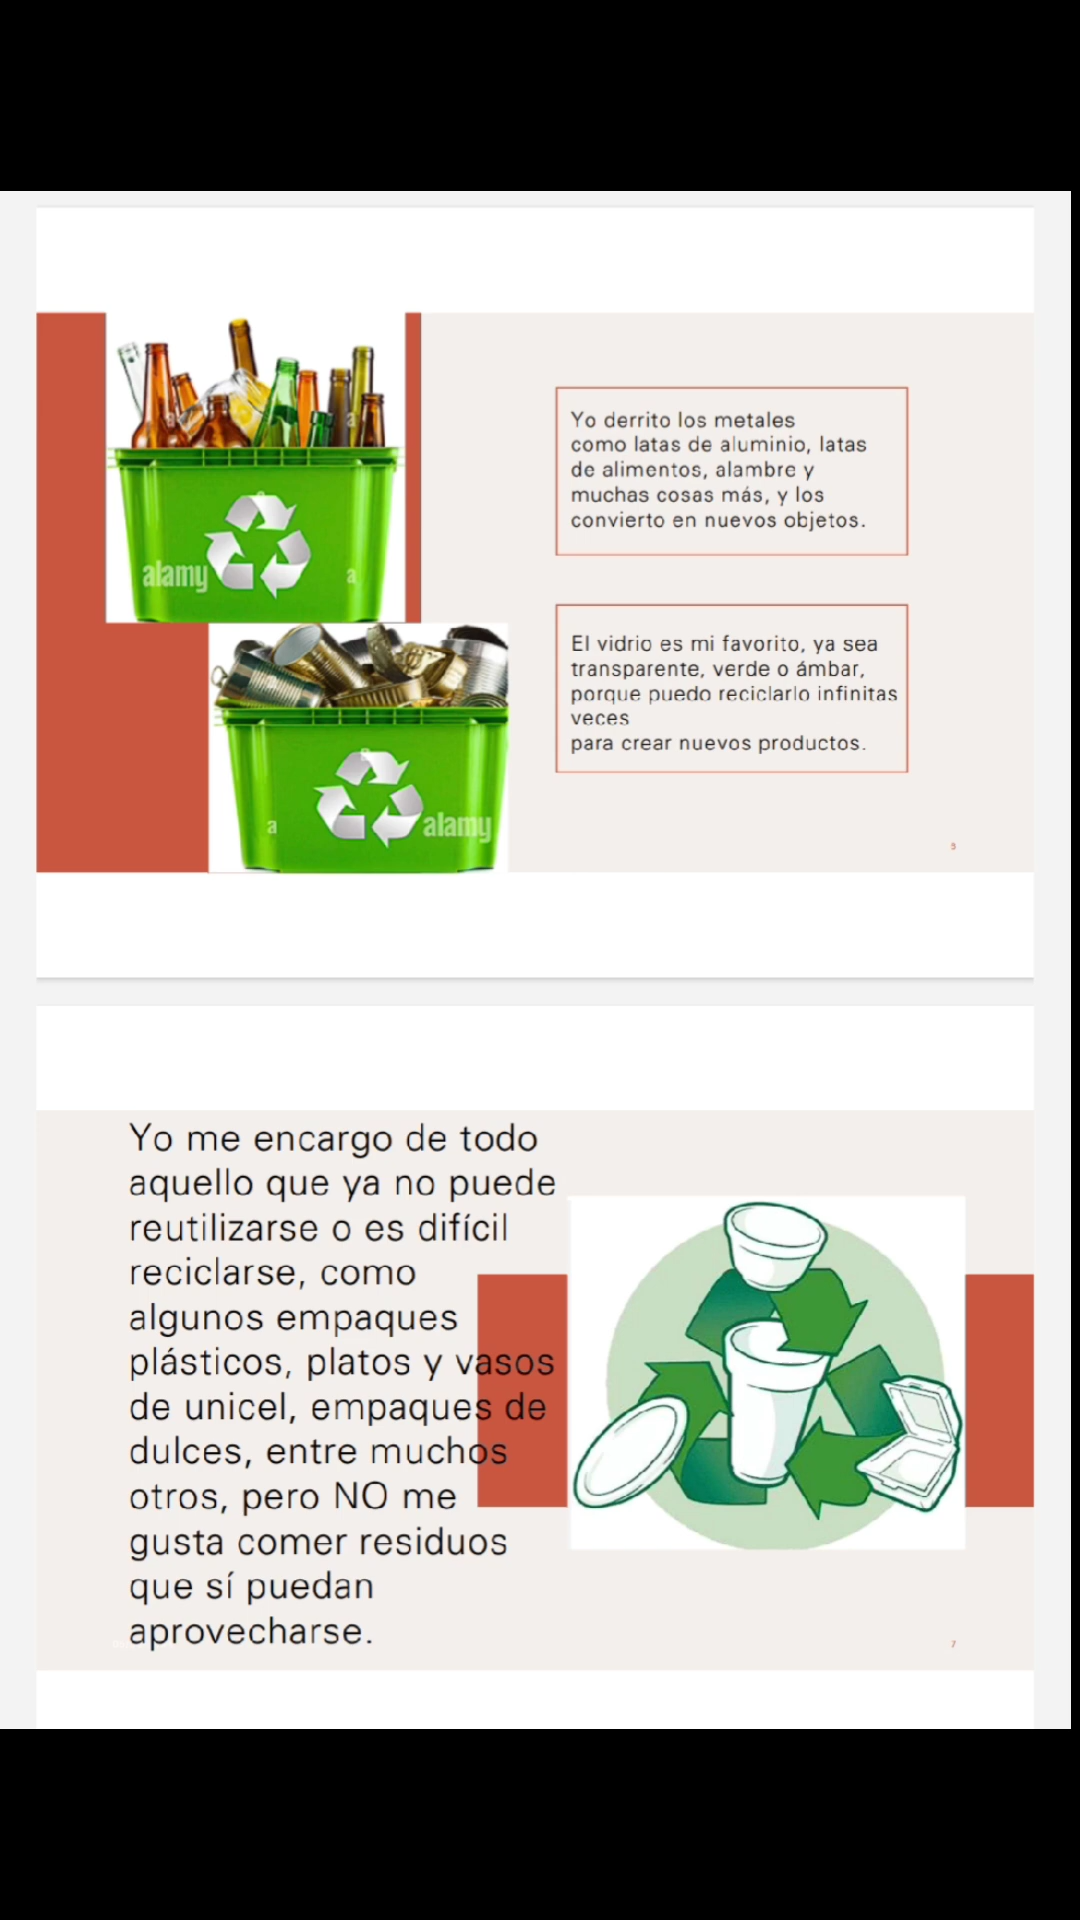 Yo derrito los metales
como latas de aluminio, latas
de alimentos, alambre y
muchas cosas más, y los
convierto en nuevos objetos.
alamy
a
a
a
El vidrio es mi favorito, ya sea
transparente, verde o ámbar,
porque puedo reciclarlo infinitas
veces
para crear nuevos productos.
a
alamy
Yo me encargo de todo
aquello que ya no puede
reutilizarse o es difícil
reciclarse, como
algunos empaques
plásticos, platos y vasos
de unicel, empaques de
dulces, entre muchos
otros, pero NO me
gusta comer residuos
que sí puedan
aprovecharse.
7